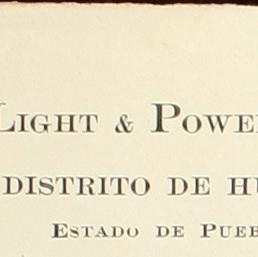 LIGHT & POWE
DISTRITO DE HU
ESTADO DE PUEB